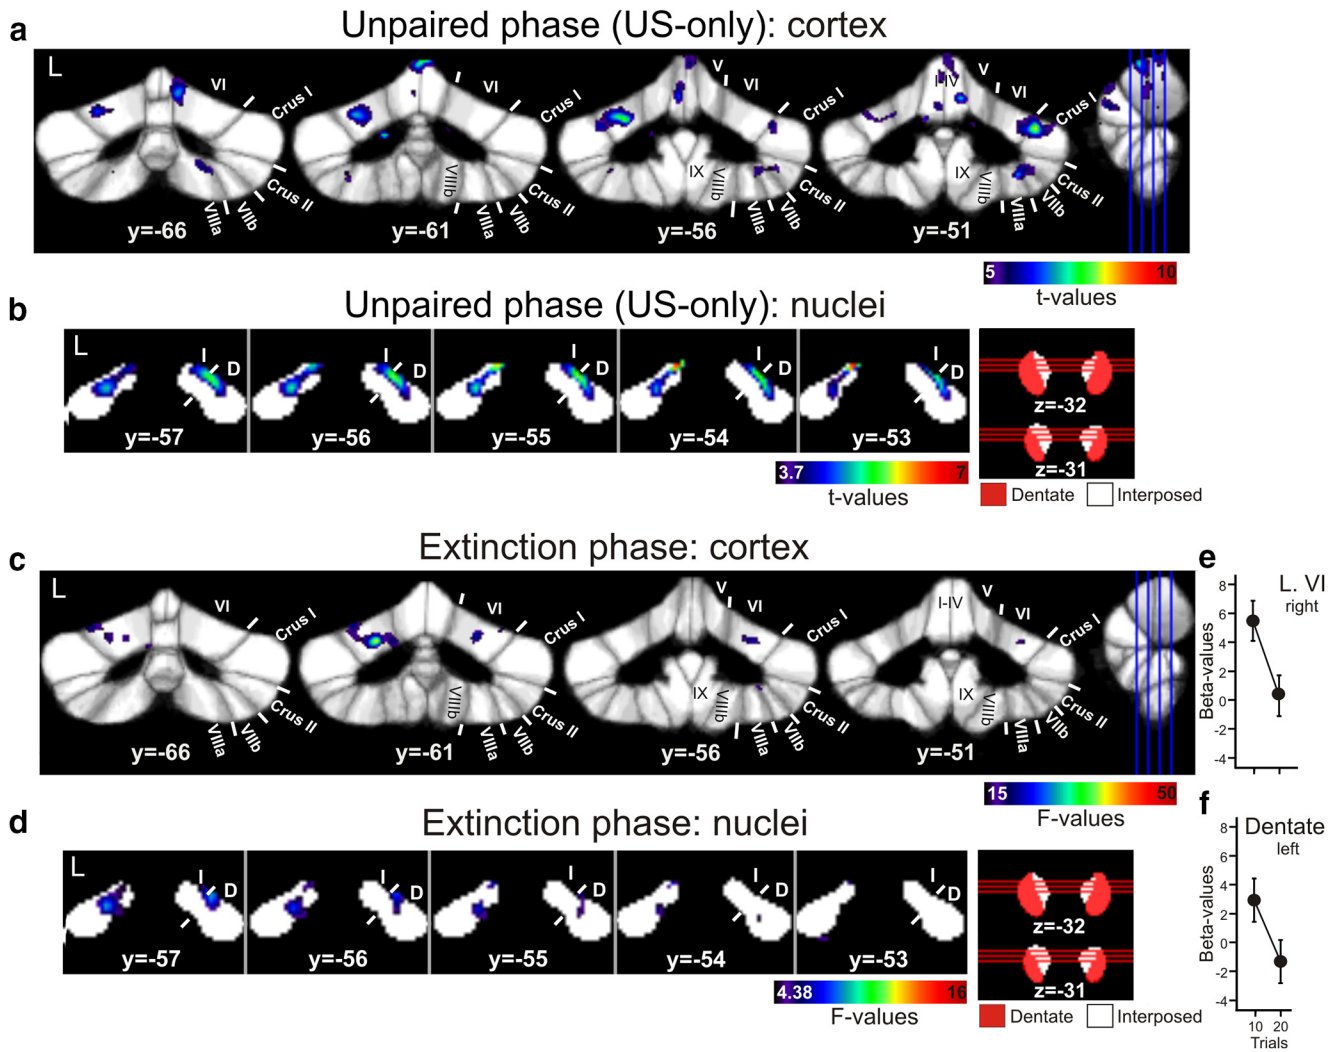 a
Unpaired phase (US-only): cortex
L
VI
Crus I
Crus II
VIIb
VIIIa
y=-66
VI
Crus I
Crus II
VIIb
VIIIa
VIIIb
y=-61
V
VI
Crus I
Crus II
VIIb
VIIIa
VIIIb
IX
y=-56
I-IV
V
VI
Crus I
Crus II
VIIb
VIIIa
VIIIb
IX
y=-51
5
10
t-values
b
Unpaired phase (US-only): nuclei
L
I
D
y=-57
I
D
y=-56
I
D
y=-55
I
D
y=-54
I
D
y=-53
z=-32
z=-31
3.7
7
t-values
Dentate
Interposed
c
Extinction phase: cortex
L
VI
Crus I
Crus II
VIIb
VIIIa
y=-66
VI
Crus I
Crus II
VIIb
VIIIa
VIIIb
y=-61
V
VI
Crus I
Crus II
VIIb
VIIIa
VIIIb
IX
y=-56
I-IV
V
VI
Crus I
Crus II
VIIb
VIIIa
VIIIb
IX
y=-51
15
50
F-values
e
L. VI
right
Beta-values
8
6
4
2
0
-2
-4
d
Extinction phase: nuclei
L
I
D
y=-57
I
D
y=-56
I
D
y=-55
I
D
y=-54
I
D
y=-53
z=-32
z=-31
4.38
16
F-values
Dentate
Interposed
f
Dentate
left
Beta-values
8
6
4
2
0
-2
-4
10 20
Trials